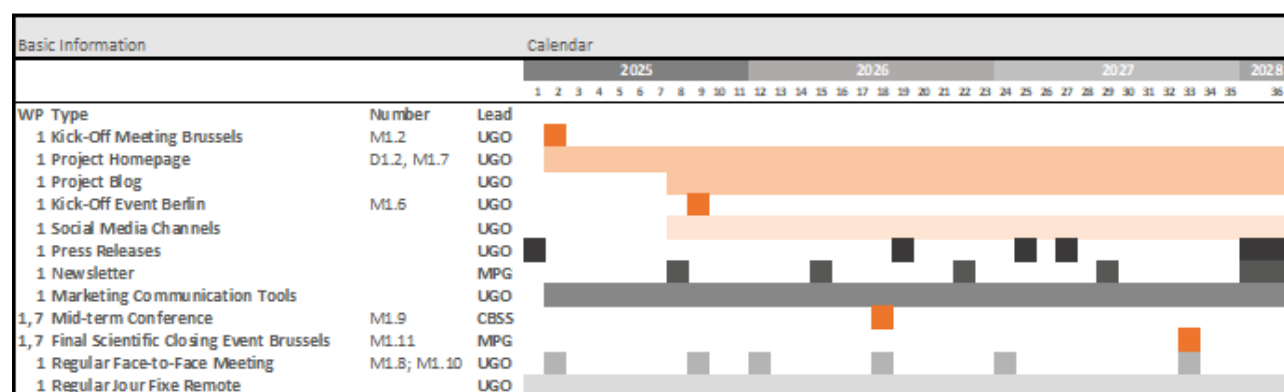 Basic Information Calendar
2025 2026 2027 2028
1 2 3 4 5 6 7 8 9 10 11 12 13 14 15 16 17 18 19 20 21 22 23 24 25 26 27 28 29 30 31 32 33 34 35 36
WP Type Number Lead
1 Kick-Off Meeting Brussels M1.2 UGO
1 Project Homepage D1.2, M1.7 UGO
1 Project Blog UGO
1 Kick-Off Event Berlin M1.6 UGO
1 Social Media Channels UGO
1 Press Releases UGO
1 Newsletter MPG
1 Marketing Communication Tools UGO
1,7 Mid-term Conference M1.9 CBSS
1,7 Final Scientific Closing Event Brussels M1.11 MPG
1 Regular Face-to-Face Meeting M1.8; M1.10 UGO
1 Regular Jour Fixe Remote UGO